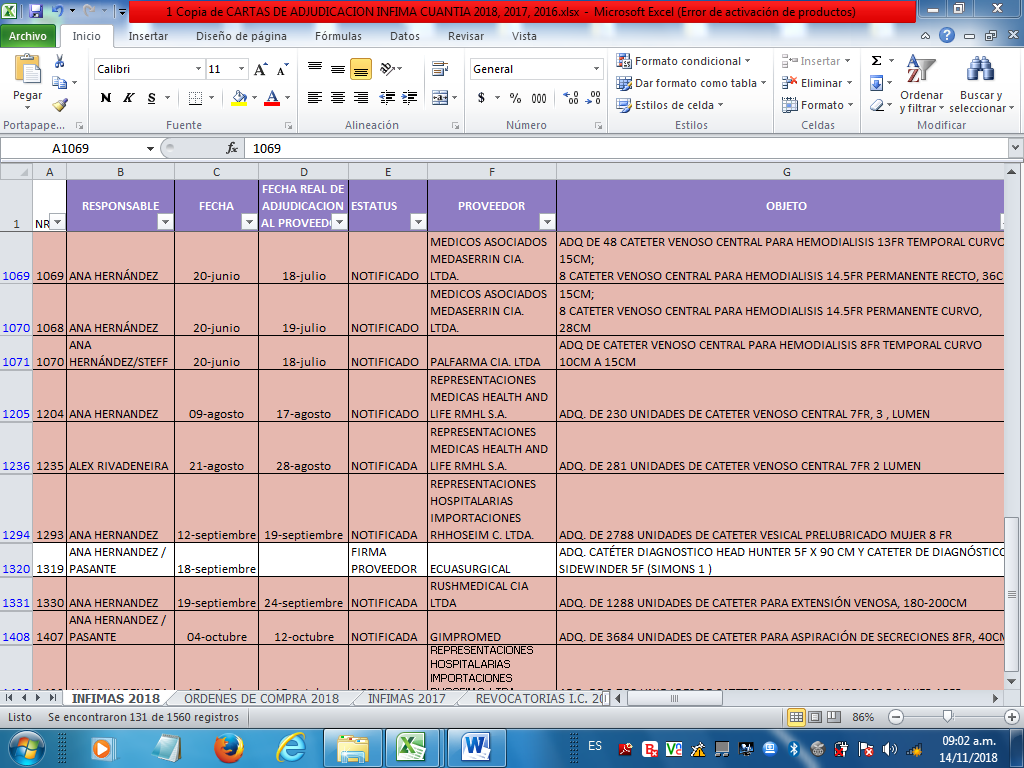 1 Copia de CARTAS DE ADJUDICACION INFIMA CUANTIA 2018, 2017, 2016.xlsx - Microsoft Excel (Error de activación de productos)
Archivo Inicio Insertar Diseño de página Fórmulas Datos Revisar Vista
Pegar
Calibri 11
N K S
General
$ % 000
Formato condicional
Dar formato como tabla
Estilos de celda
Insertar
Eliminar
Formato
Σ
Ordenar y filtrar
Buscar y seleccionar
Portapape... Fuente Alineación Número Estilos Celdas Modificar
A1069 fx 1069
A B C D E F G
1 NR RESPONSABLE FECHA FECHA REAL DE ADJUDICACION AL PROVEED ESTATUS PROVEEDOR OBJETO
1069 1069 ANA HERNÁNDEZ 20-junio 18-julio NOTIFICADO MEDICOS ASOCIADOS MEDASERRIN CIA. LTDA. ADQ DE 48 CATETER VENOSO CENTRAL PARA HEMODIALISIS 13FR TEMPORAL CURVO 15CM;
8 CATETER VENOSO CENTRAL PARA HEMODIALISIS 14.5FR PERMANENTE RECTO, 36C
1070 1068 ANA HERNÁNDEZ 20-junio 19-julio NOTIFICADO MEDICOS ASOCIADOS MEDASERRIN CIA. LTDA. 15CM;
8 CATETER VENOSO CENTRAL PARA HEMODIALISIS 14.5FR PERMANENTE CURVO, 28CM
1071 1070 ANA HERNÁNDEZ/STEFF 20-junio 18-julio NOTIFICADO PALFARMA CIA. LTDA ADQ DE CATETER VENOSO CENTRAL PARA HEMODIALISIS 8FR TEMPORAL CURVO 10CM A 15CM
1205 1204 ANA HERNANDEZ 09-agosto 17-agosto NOTIFICADO REPRESENTACIONES MEDICAS HEALTH AND LIFE RMHL S.A. ADQ. DE 230 UNIDADES DE CATETER VENOSO CENTRAL 7FR, 3 , LUMEN
1236 1235 ALEX RIVADENEIRA 21-agosto 28-agosto NOTIFICADA REPRESENTACIONES MEDICAS HEALTH AND LIFE RMHL S.A. ADQ. DE 281 UNIDADES DE CATETER VENOSO CENTRAL 7FR 2 LUMEN
1294 1293 ANA HERNANDEZ 12-septiembre 19-septiembre NOTIFICADA REPRESENTACIONES HOSPITALARIAS IMPORTACIONES RHHOSEIM C. LTDA. ADQ. DE 2788 UNIDADES DE CATETER VESICAL PRELUBRICADO MUJER 8 FR
1320 1319 ANA HERNANDEZ / PASANTE 18-septiembre FIRMA PROVEEDOR ECUASURGICAL ADQ. CATÉTER DIAGNOSTICO HEAD HUNTER 5F X 90 CM Y CATETER DE DIAGNÓSTICO SIDEWINDER 5F (SIMONS 1 )
1331 1330 ANA HERNANDEZ 19-septiembre 24-septiembre NOTIFICADA RUSHMEDICAL CIA LTDA ADQ. DE 1288 UNIDADES DE CATETER PARA EXTENSIÓN VENOSA, 180-200CM
1408 1407 ANA HERNANDEZ / PASANTE 04-octubre 12-octubre NOTIFICADA GIMPROMED ADQ. DE 3684 UNIDADES DE CATETER PARA ASPIRACIÓN DE SECRECIONES 8FR, 40CM
REPRESENTACIONES HOSPITALARIAS IMPORTACIONES
INFIMAS 2018 ORDENES DE COMPRA 2018 INFIMAS 2017 REVOCATORIAS I.C. 20
Listo Se encontraron 131 de 1560 registros 86%
ES 09:02 a.m.
14/11/2018